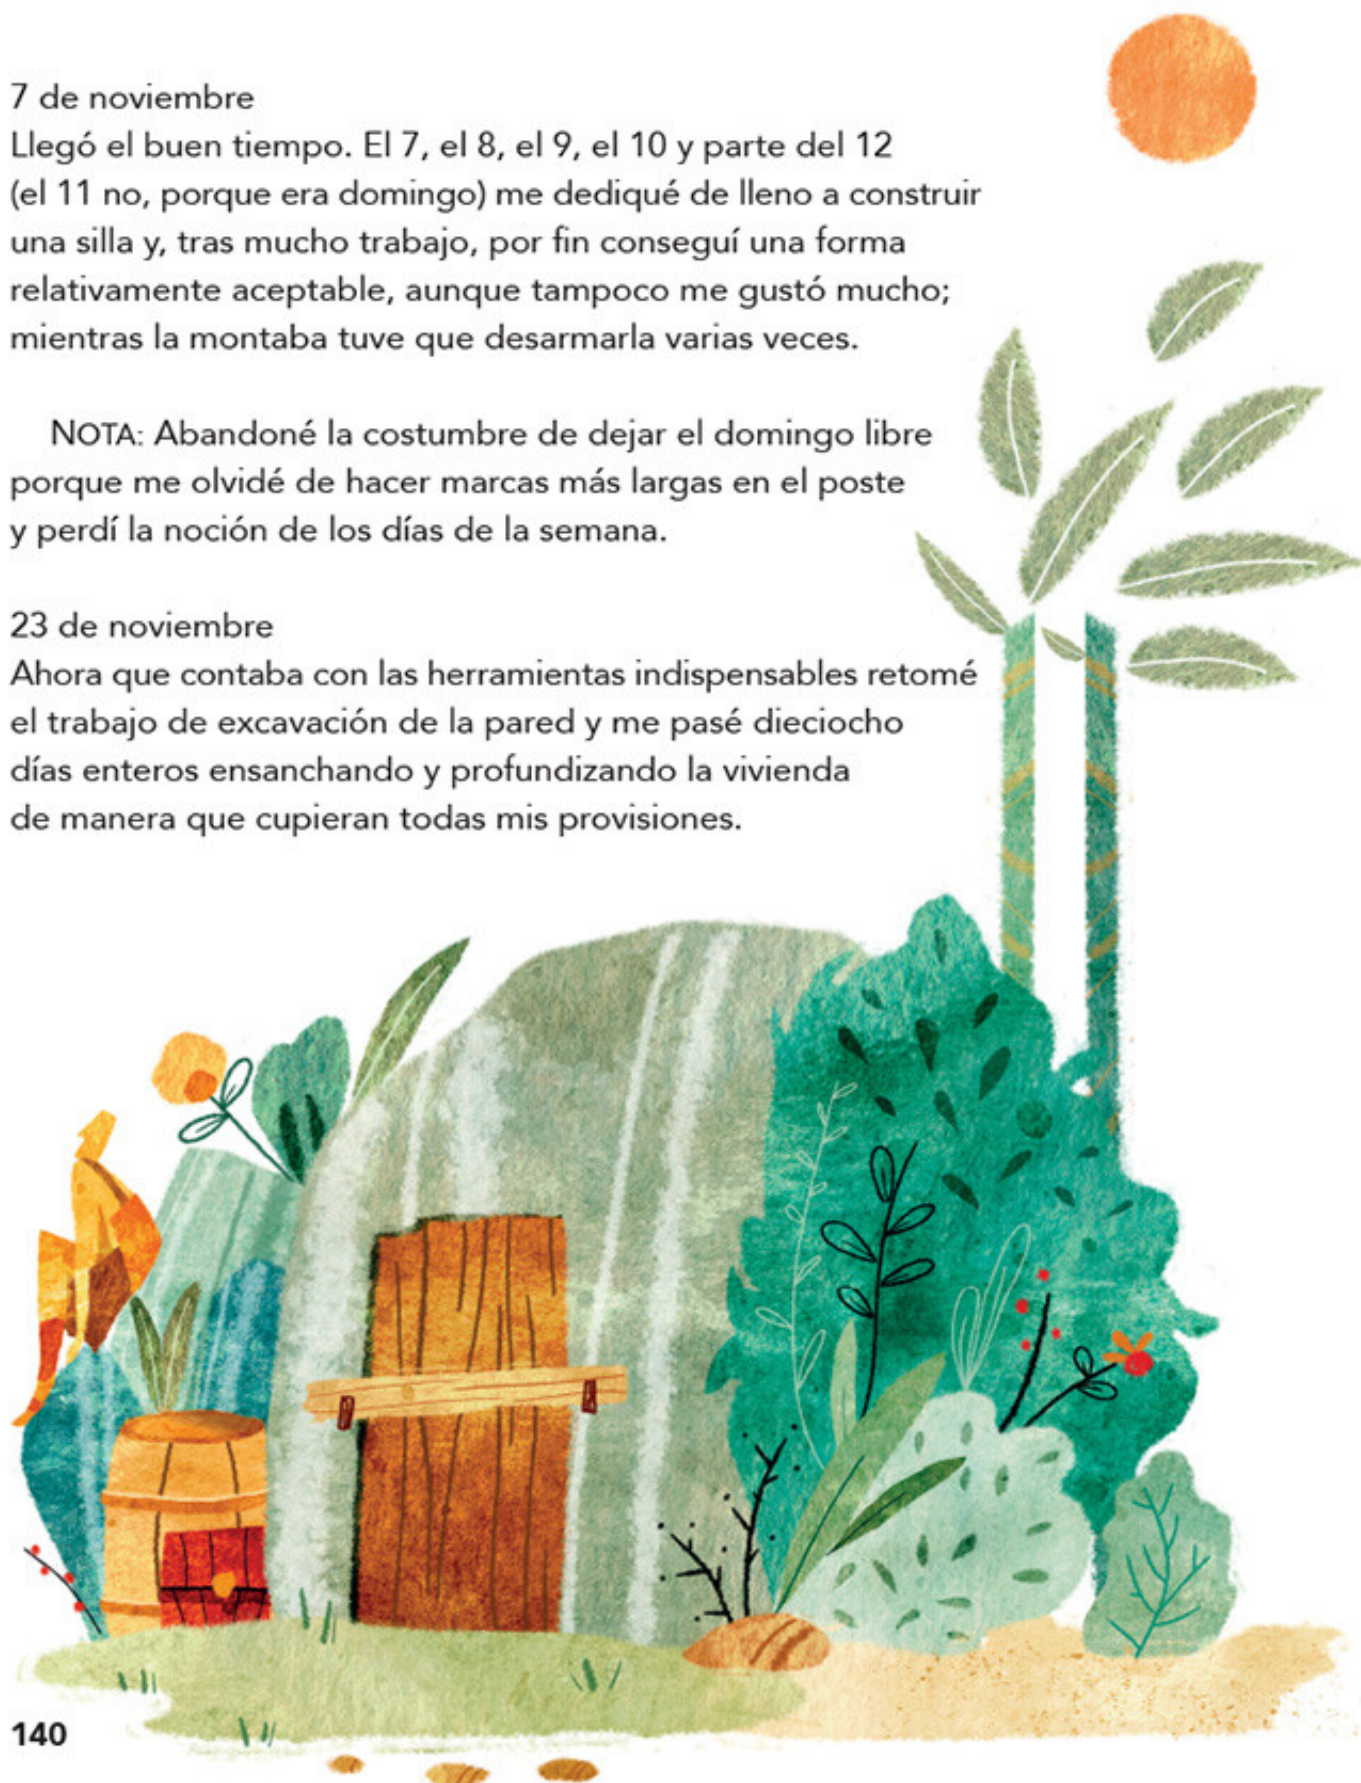 7 de noviembre
Llegó el buen tiempo. El 7, el 8, el 9, el 10 y parte del 12
(el 11 no, porque era domingo) me dediqué de lleno a construir
una silla y, tras mucho trabajo, por fin conseguí una forma
relativamente aceptable, aunque tampoco me gustó mucho;
mientras la montaba tuve que desarmarla varias veces.
NOTA: Abandoné la costumbre de dejar el domingo libre
porque me olvidé de hacer marcas más largas en el poste
y perdí la noción de los días de la semana.
23 de noviembre
Ahora que contaba con las herramientas indispensables retomé
el trabajo de excavación de la pared y me pasé dieciocho
días enteros ensanchando y profundizando la vivienda
de manera que cupieran todas mis provisiones.
140